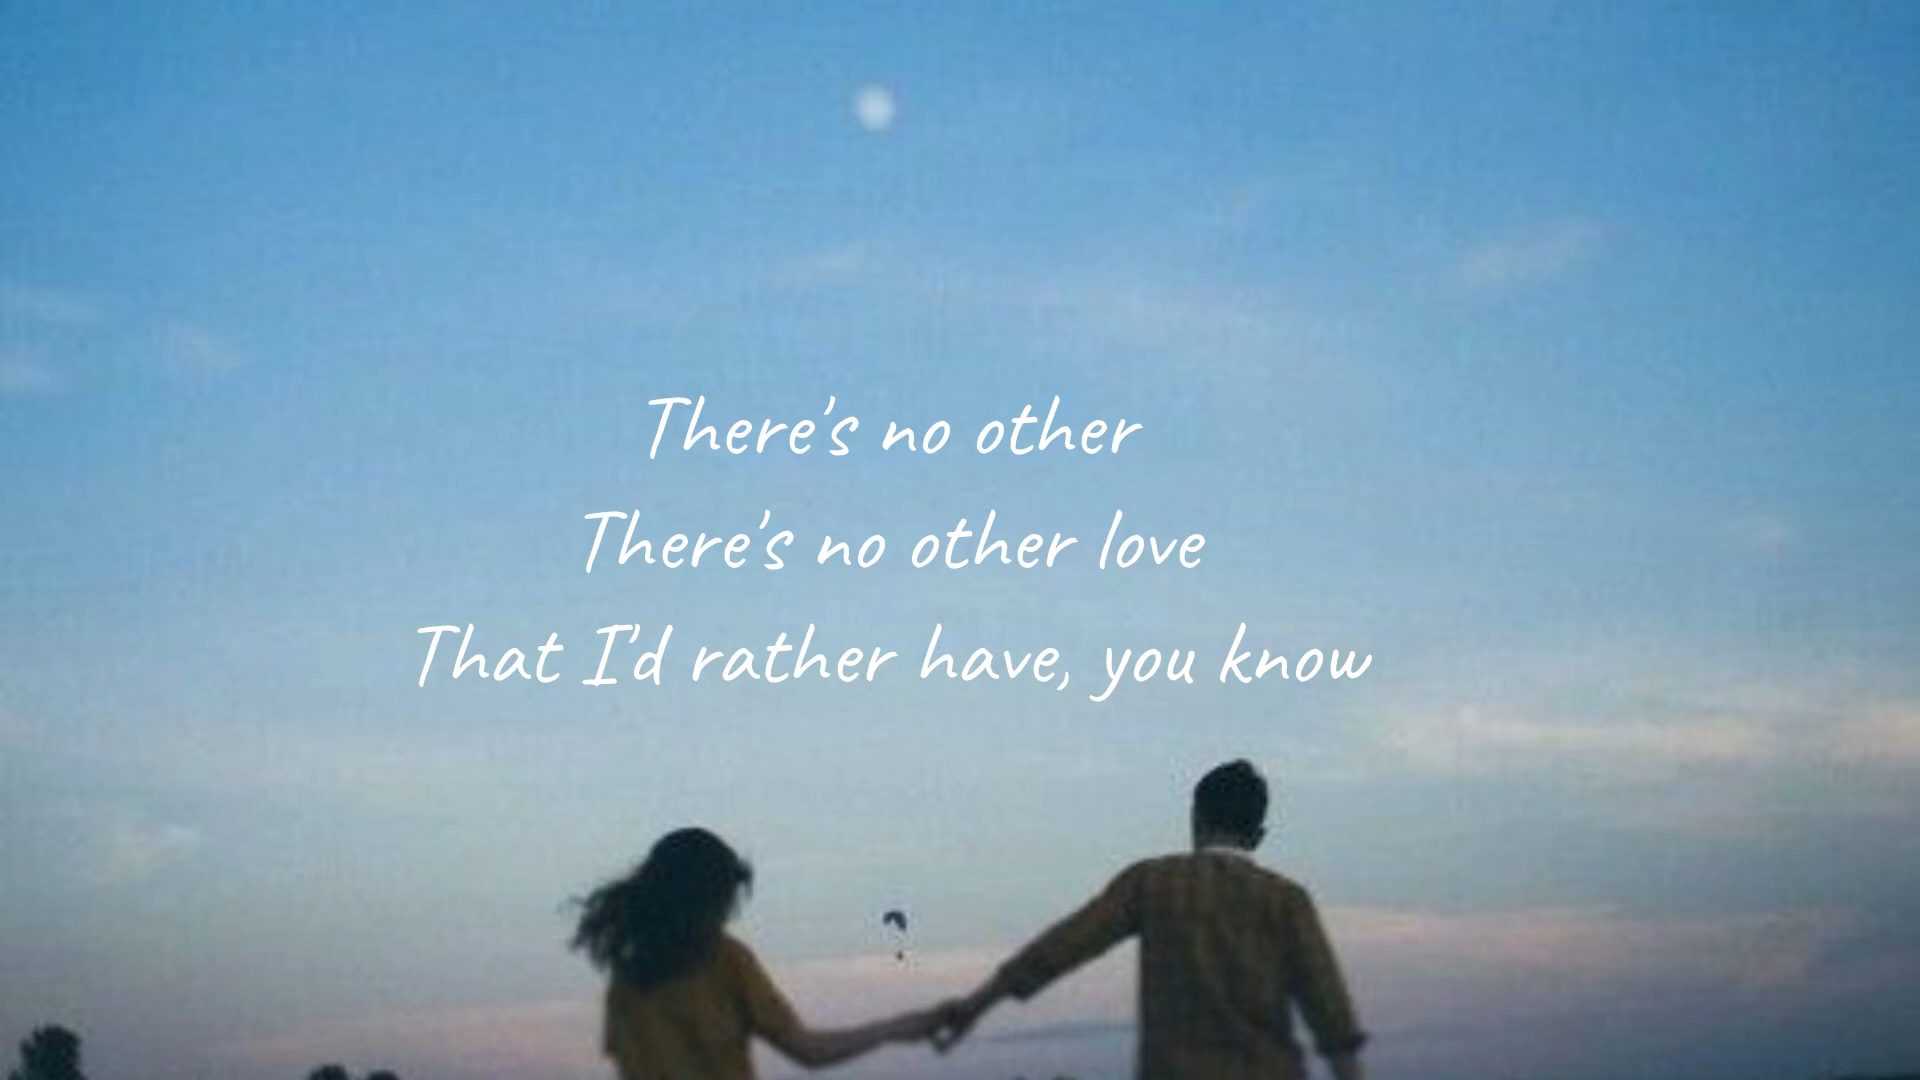 There's no other
There's no other love
That I'd rather have, you know